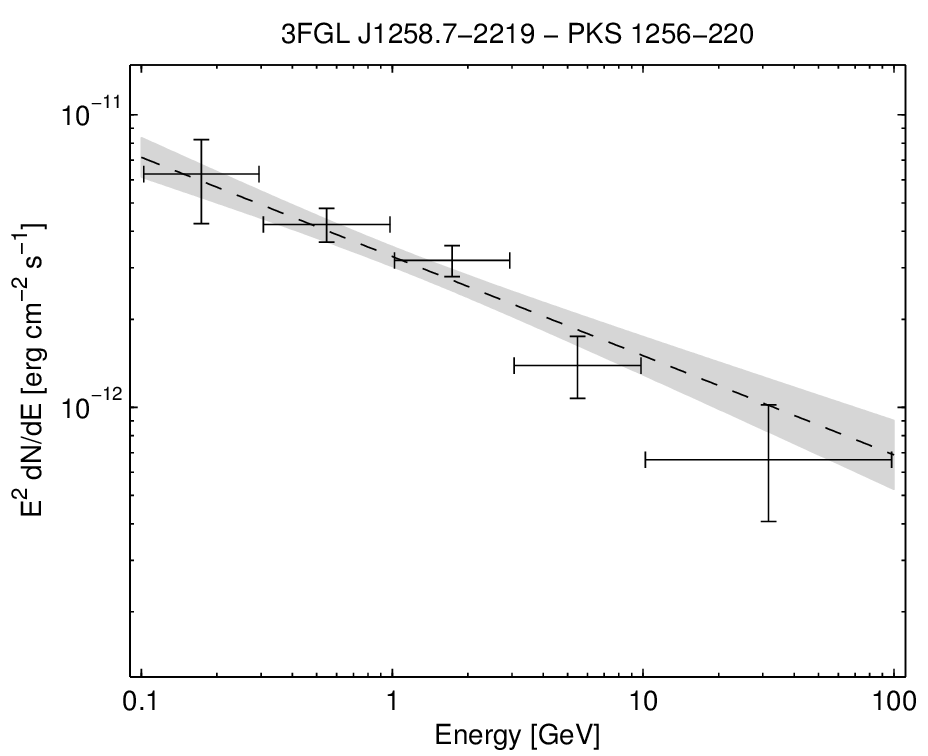 3FGL J1258.7−2219 − PKS 1256−220
10⁻¹¹
10⁻¹²
E² dN/dE [erg cm⁻² s⁻¹]
0.1 1 10 100
Energy [GeV]